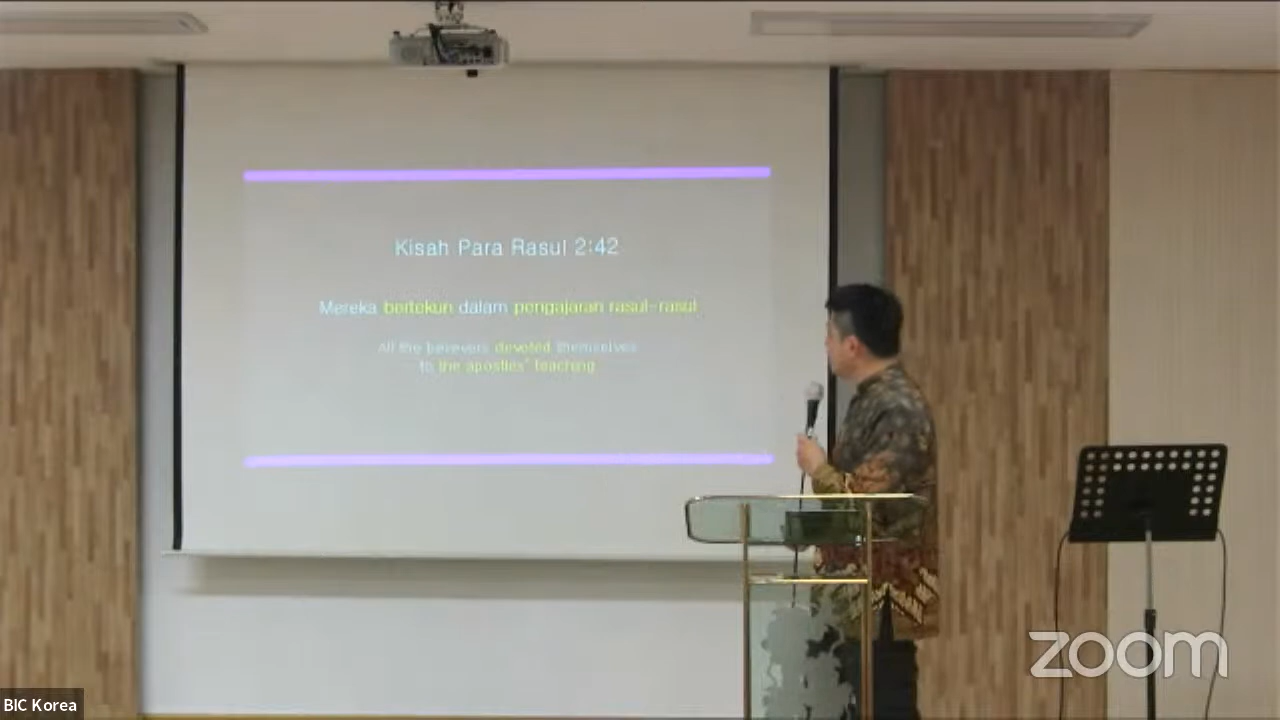 Kisah Para Rasul 2:42
Mereka bertekun dalam pengajaran rasul-rasul
All the believers devoted themselves
to the apostles' teaching
zoom
BIC Korea